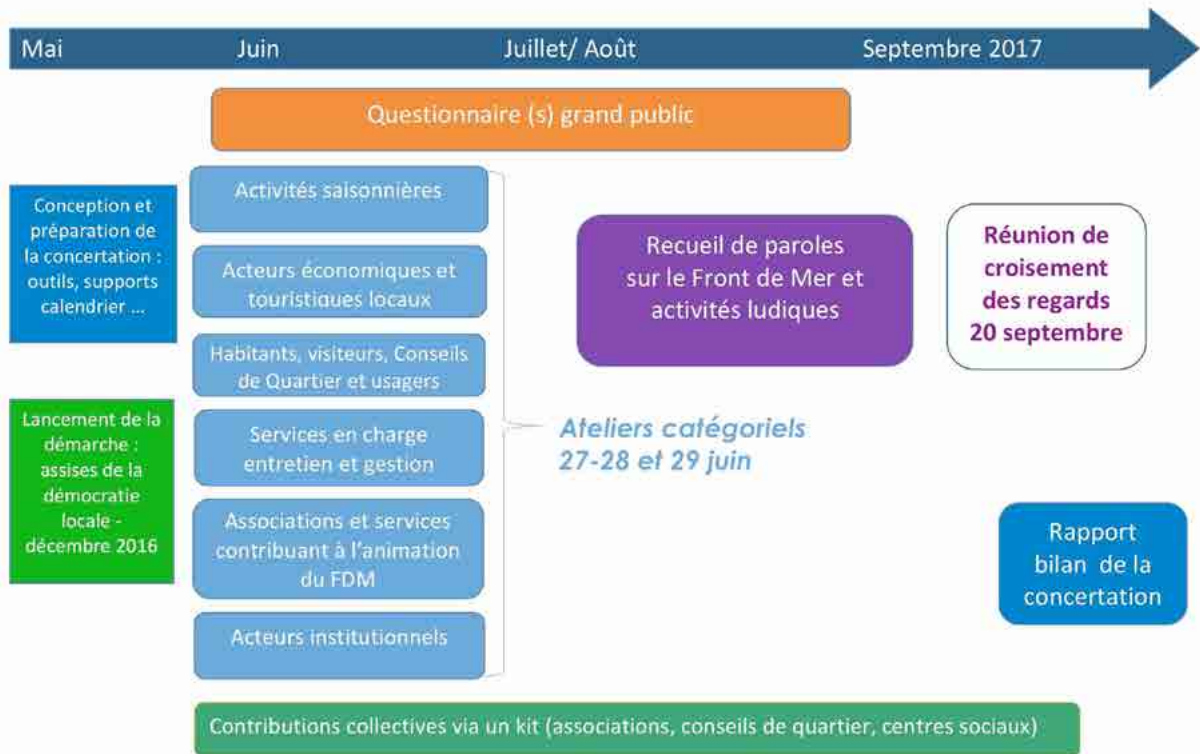 Mai Juin Juillet/ Août Septembre 2017
Questionnaire (s) grand public
Conception et
préparation de
la concertation :
outils, supports
calendrier ...
Lancement de la
démarche :
assises de la
démocratie
locale -
décembre 2016
Activités saisonnières
Acteurs économiques et
touristiques locaux
Habitants, visiteurs, Conseils
de Quartier et usagers
Services en charge
entretien et gestion
Associations et services
contribuant à l'animation
du FDM
Acteurs institutionnels
Ateliers catégoriels
27-28 et 29 juin
Recueil de paroles
sur le Front de Mer et
activités ludiques
Réunion de
croisement
des regards
20 septembre
Rapport
bilan de la
concertation
Contributions collectives via un kit (associations, conseils de quartier, centres sociaux)